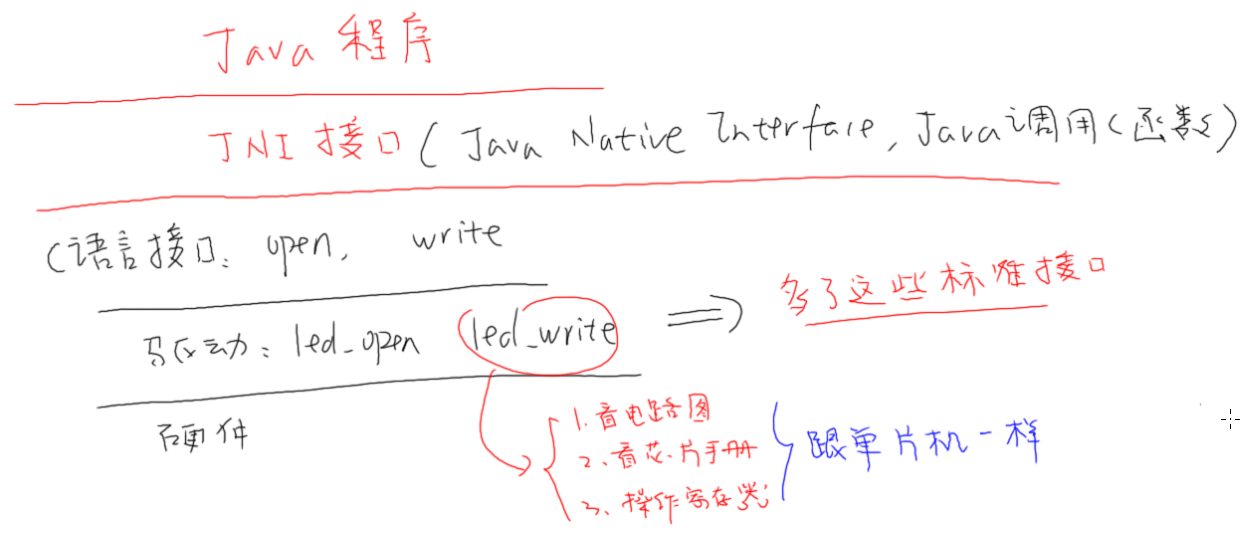 Java 程序
JNI 接口 ( Java Native Interface, Java调用C函数)
C语言接口: open, write
驱动: led_open led_write ⇒ 多了这些标准接口
硬件
1. 看电路图
2、看芯片手册
3、操作寄存器
跟单片机一样